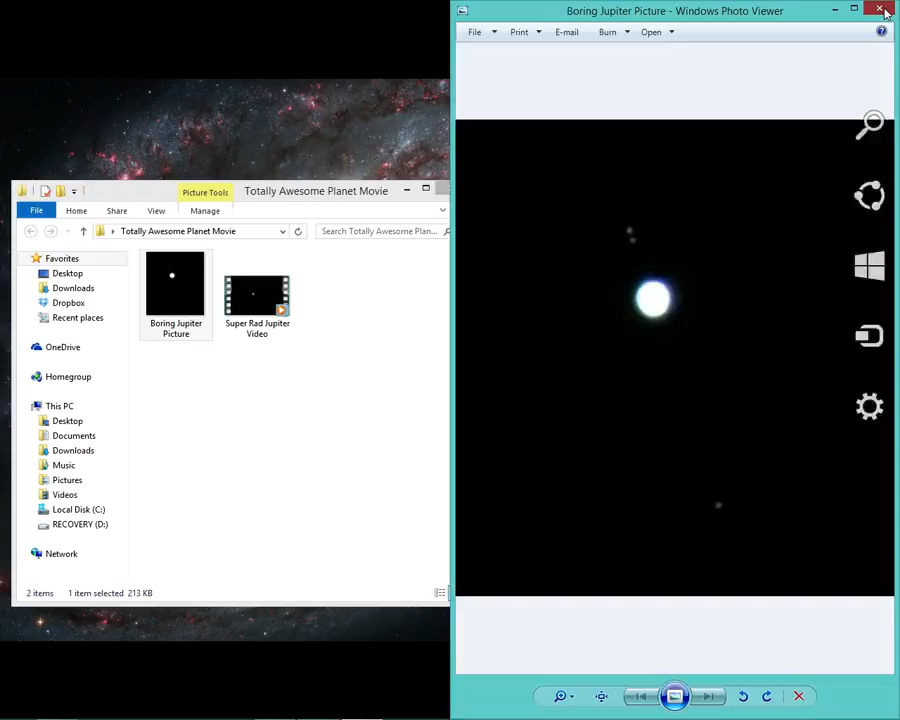 Boring Jupiter Picture - Windows Photo Viewer
File Print E-mail Burn Open
Picture Tools
Totally Awesome Planet Movie
File Home Share View Manage
Totally Awesome Planet Movie
Search Totally Awesome Plan...
Favorites
Desktop
Downloads
Dropbox
Recent places
OneDrive
Homegroup
This PC
Desktop
Documents
Downloads
Music
Pictures
Videos
Local Disk (C:)
RECOVERY (D:)
Network
Boring Jupiter
Picture
Super Rad Jupiter
Video
2 items 1 item selected 213 KB